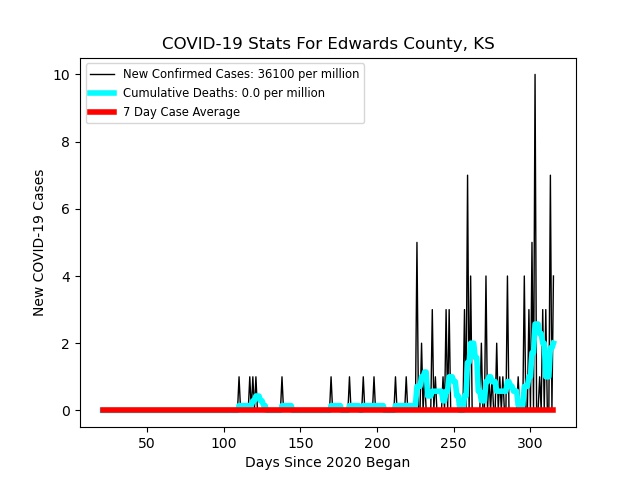 COVID-19 Stats For Edwards County, KS
New Confirmed Cases: 36100 per million
Cumulative Deaths: 0.0 per million
7 Day Case Average
New COVID-19 Cases
10
8
6
4
2
0
50 100 150 200 250 300
Days Since 2020 Began